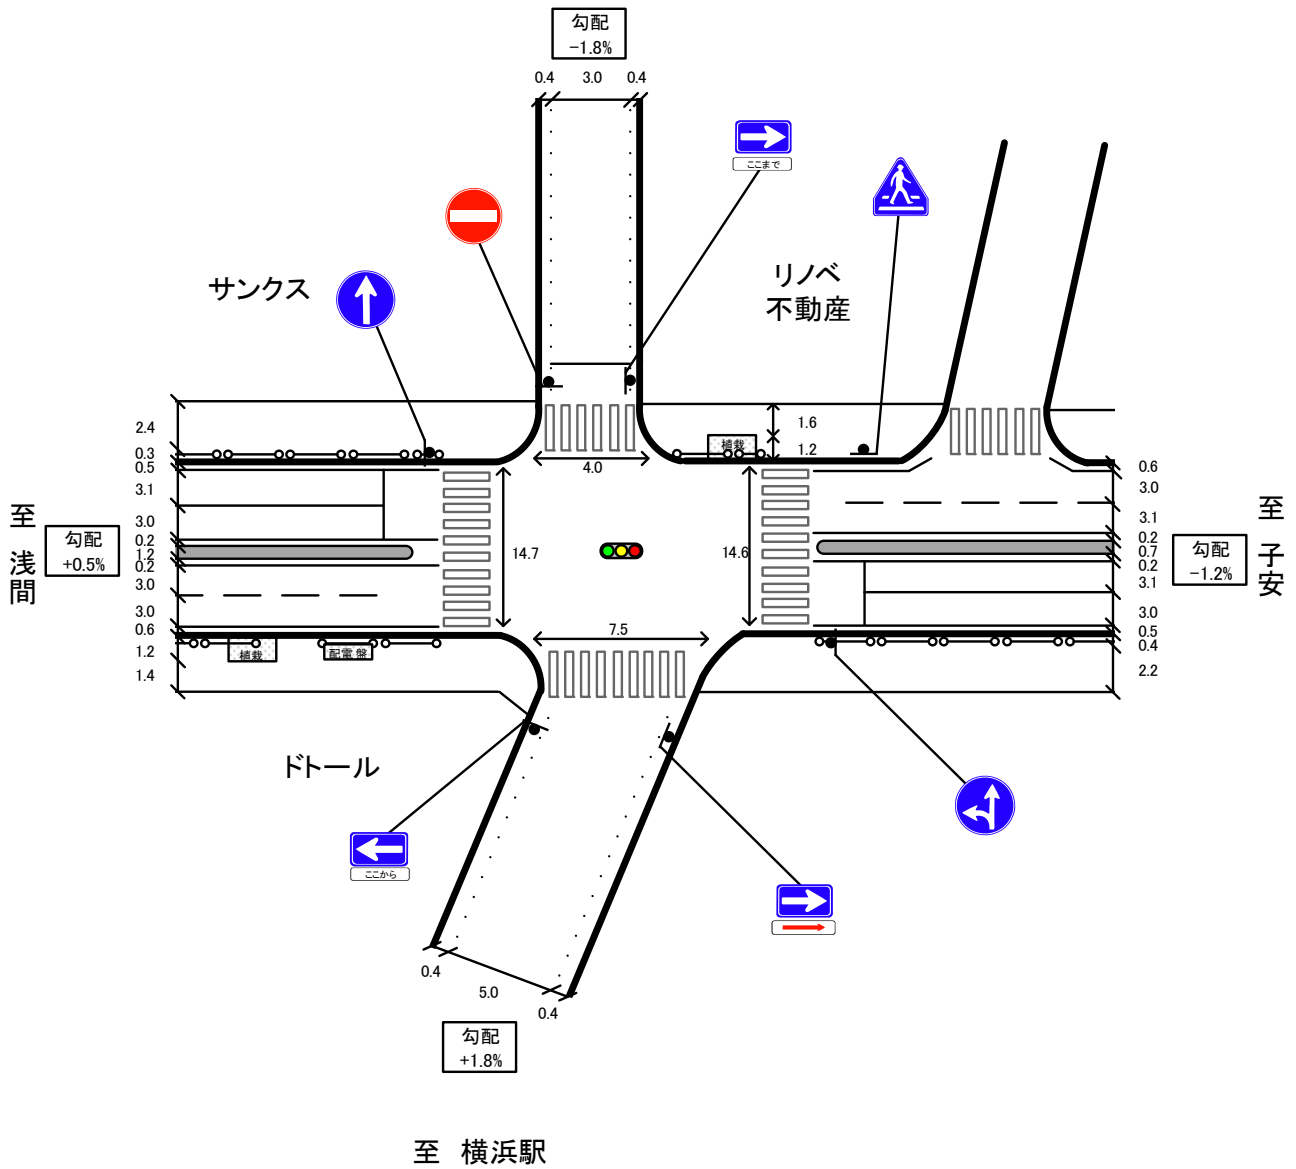 勾配
-1.8%
0.4
3.0
0.4
ここまで
サンクス
リノベ
不動産
2.4
0.3
0.5
3.1
3.0
0.2
1.2
0.2
3.0
3.0
0.6
1.2
1.4
植栽
1.6
1.2
4.0
14.7
14.6
7.5
0.6
3.0
3.1
0.2
0.7
0.2
3.1
3.0
0.5
0.4
2.2
至 浅間
勾配
+0.5%
至 子安
勾配
-1.2%
植栽
配電盤
ドトール
ここから
0.4
5.0
0.4
勾配
+1.8%
至 横浜駅